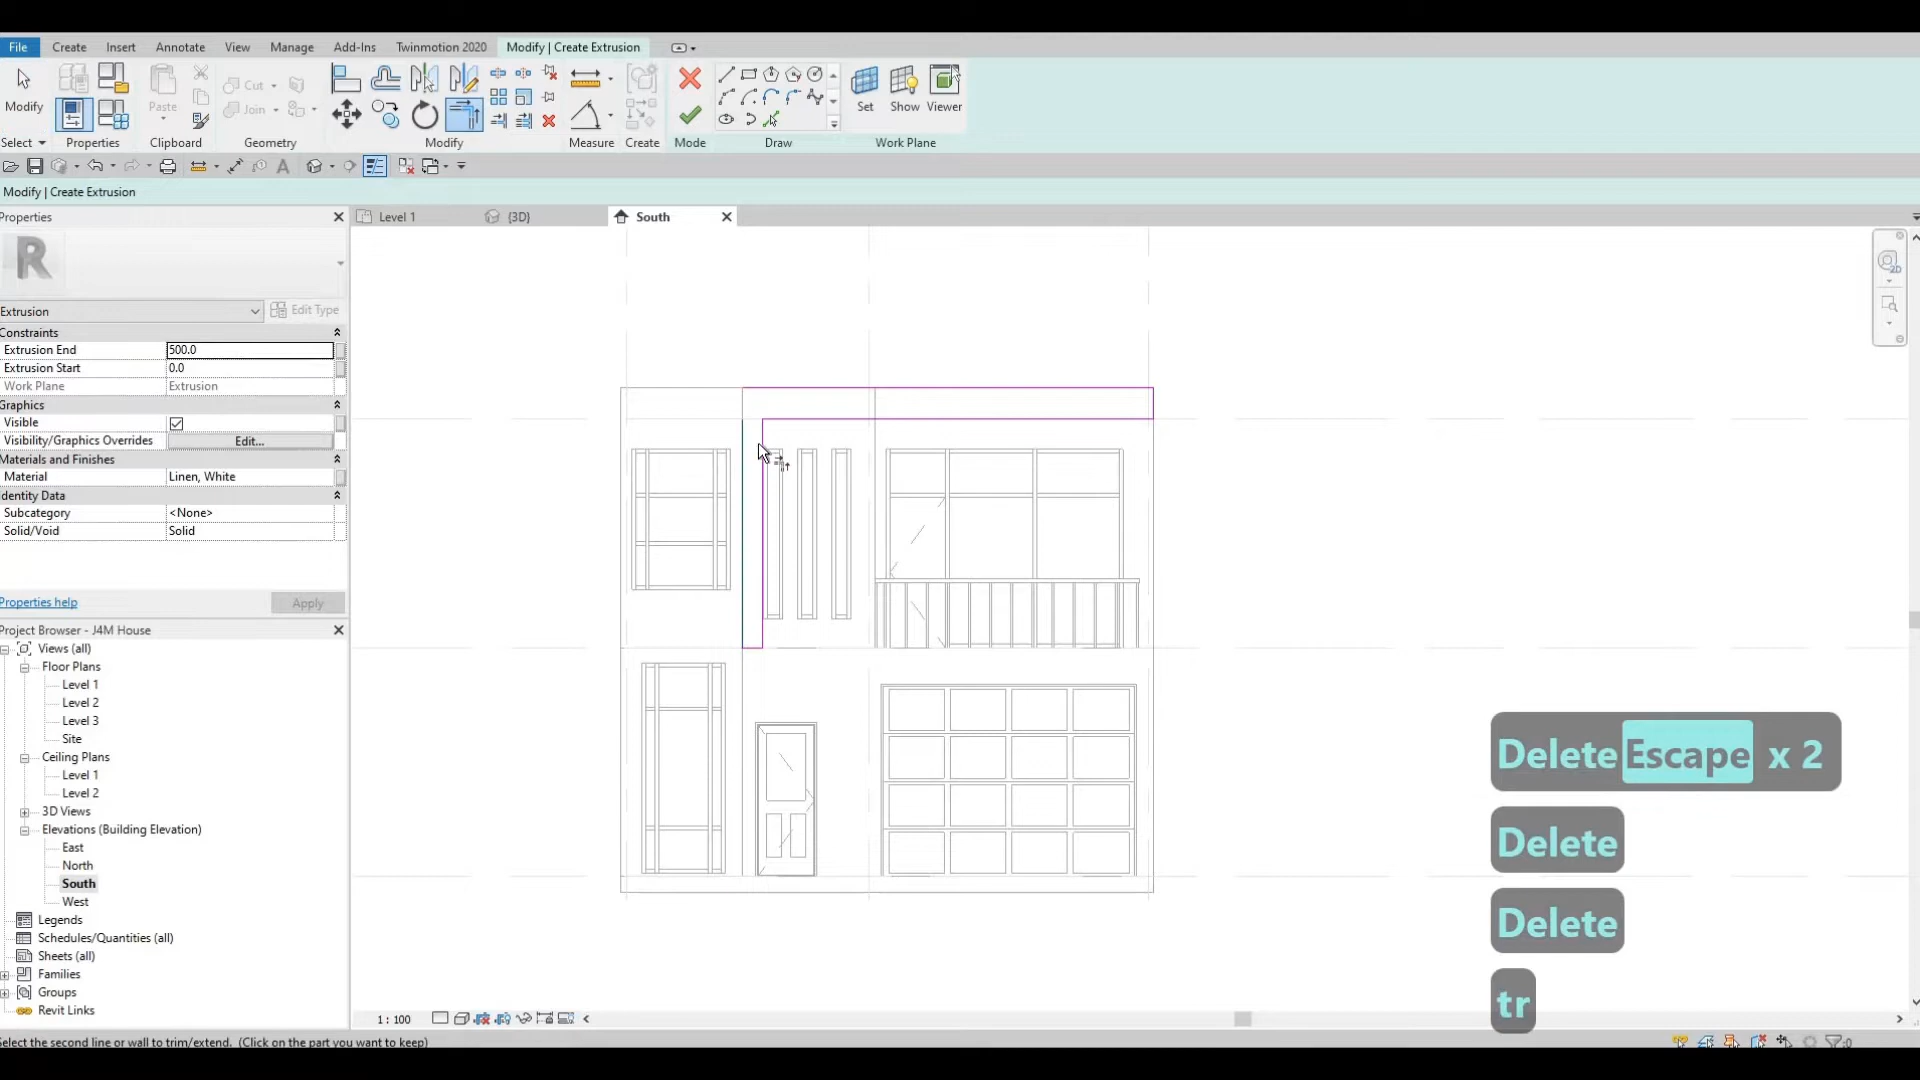 File Create Insert Annotate View Manage Add-Ins Twinmotion 2020 Modify | Create Extrusion
Modify Paste Cut Join Set Show Viewer
Select Properties Clipboard Geometry Modify Measure Create Mode Draw Work Plane
Modify | Create Extrusion
Properties
Level 1 {3D} South
R
Extrusion Edit Type
Constraints
Extrusion End 500.0
Extrusion Start 0.0
Work Plane Extrusion
Graphics
Visible
Visibility/Graphics Overrides Edit...
Materials and Finishes
Material Linen, White
Identity Data
Subcategory <None>
Solid/Void Solid
Properties help Apply
Project Browser - J4M House
Views (all)
Floor Plans
Level 1
Level 2
Level 3
Site
Ceiling Plans
Level 1
Level 2
3D Views
Elevations (Building Elevation)
East
North
South
West
Legends
Schedules/Quantities (all)
Sheets (all)
Families
Groups
Revit Links
Delete Escape x 2
Delete
Delete
tr
1 : 100
Select the second line or wall to trim/extend. (Click on the part you want to keep)
:0
2D